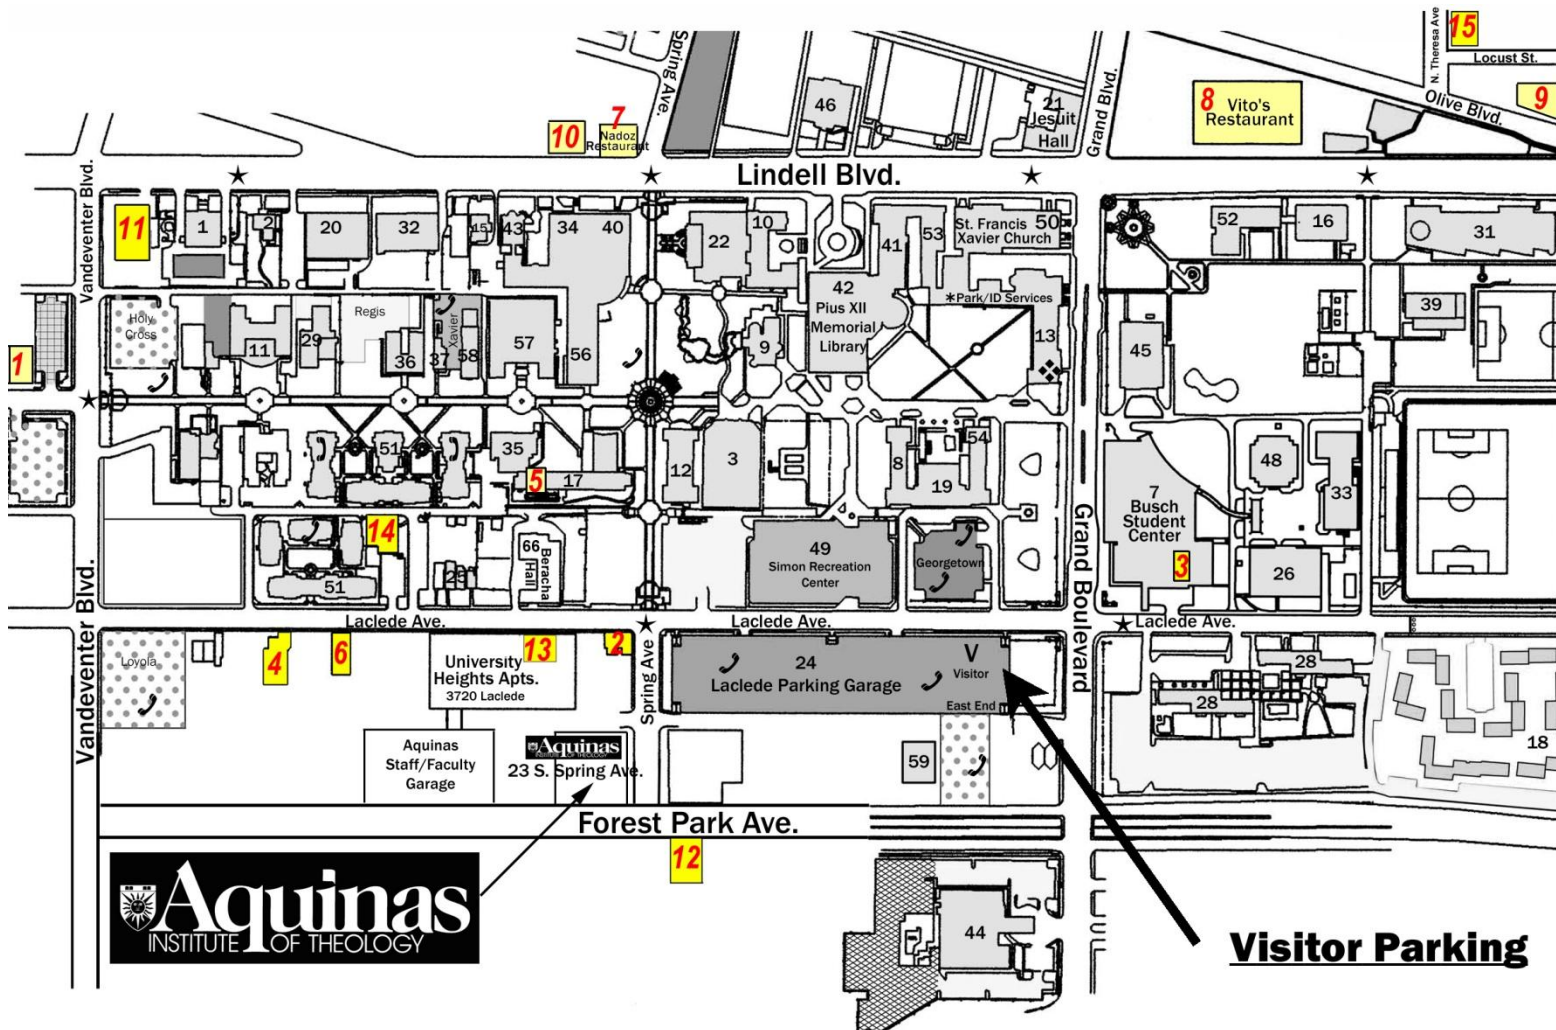 15
N. Theresa Ave
Locust St.
Spring Ave.
Grand Blvd.
46
21
Jesuit
Hall
8 Vito's
Restaurant
9
Olive Blvd.
10
7
Nadoz
Restaurant
Lindell Blvd.
Vandeventer Blvd.
11
1
2
20
32
15
43
34
40
22
10
41
53
St. Francis 50
Xavier Church
52
16
31
42
Pius XII
Memorial
Library
*Park/ID Services
Holy
Cross
11
29
Regis
36
Xavier
37
58
57
56
9
13
45
39
1
51
35
5
17
12
3
8
54
19
48
33
7
Busch
Student
Center
3
26
14
51
66
Beracha
Hall
49
Simon Recreation
Center
Georgetown
Grand Boulevard
Vandeventer Blvd.
Laclede Ave.
Laclede Ave.
Laclede Ave.
Loyola
4
6
13
2
University
Heights Apts.
3720 Laclede
Spring Ave
24
Laclede Parking Garage
V
Visitor
East End
28
28
18
Aquinas
Staff/Faculty
Garage
Aquinas
INSTITUTE OF THEOLOGY
23 S. Spring Ave.
59
Forest Park Ave.
12
Aquinas
INSTITUTE OF THEOLOGY
44
Visitor Parking